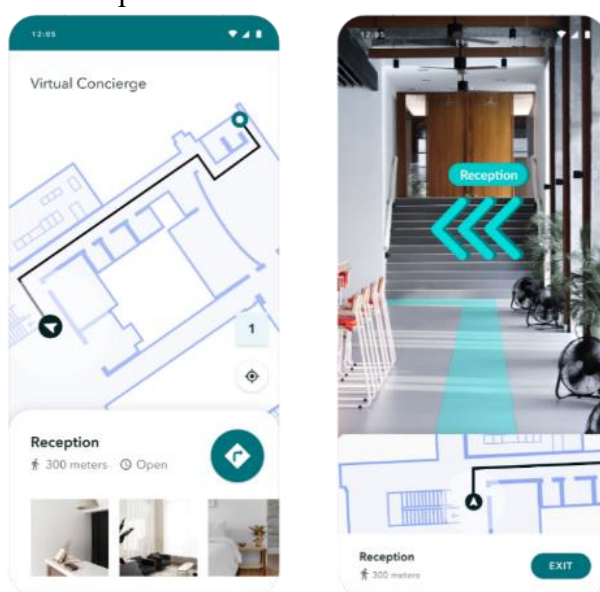 12:05
Virtual Concierge
1
Reception
300 meters Open
12:05
Reception
Reception
300 meters
EXIT